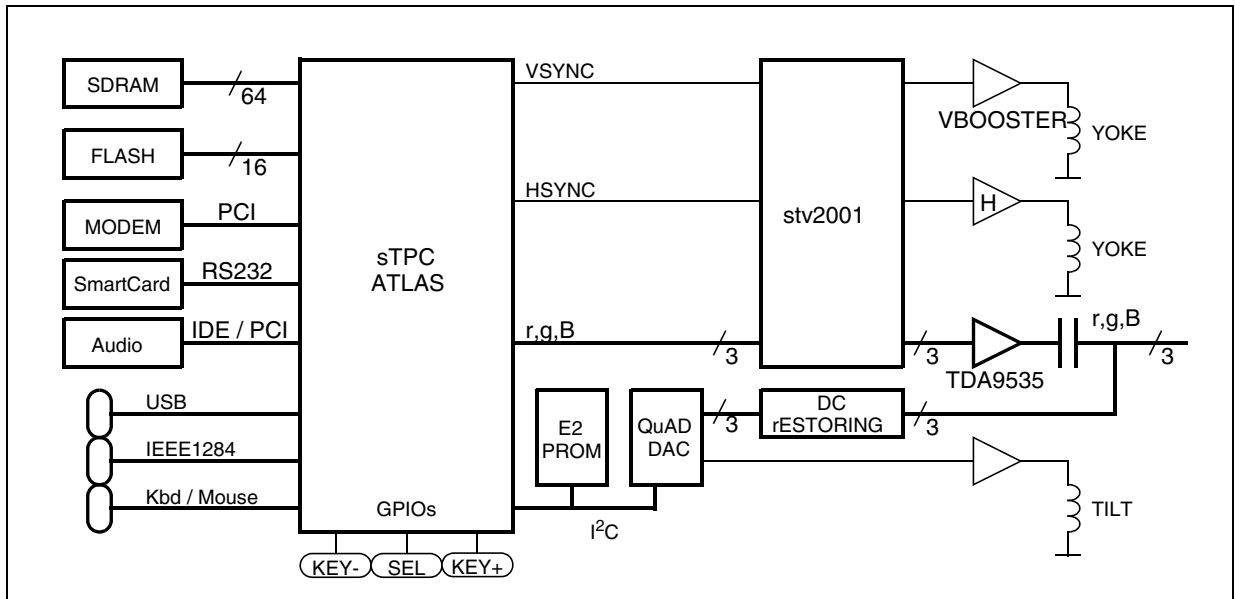 SDRAM
64
FLASH
16
MODEM
PCI
SmartCard
RS232
Audio
IDE / PCI
USB
IEEE1284
Kbd / Mouse
sTPC
ATLAS
GPIOs
KEY-
SEL
KEY+
VSYNC
HSYNC
r,g,B
3
stv2001
VBOOSTER
YOKE
H
YOKE
3
TDA9535
r,g,B
3
E2
PROM
QuAD
DAC
3
DC
rESTORING
3
I²C
TILT